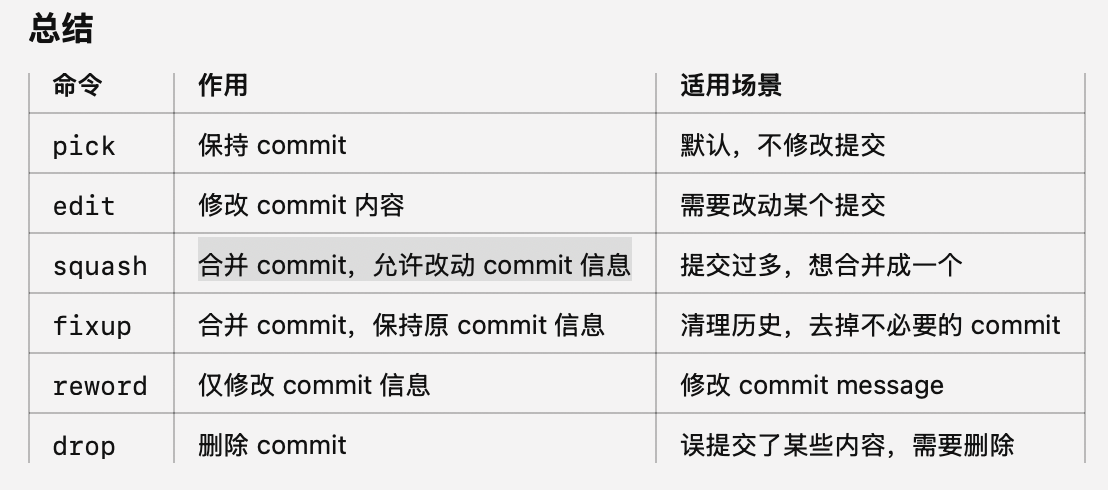 总结
命令 作用 适用场景
pick 保持 commit 默认，不修改提交
edit 修改 commit 内容 需要改动某个提交
squash 合并 commit，允许改动 commit 信息 提交过多，想合并成一个
fixup 合并 commit，保持原 commit 信息 清理历史，去掉不必要的 commit
reword 仅修改 commit 信息 修改 commit message
drop 删除 commit 误提交了某些内容，需要删除